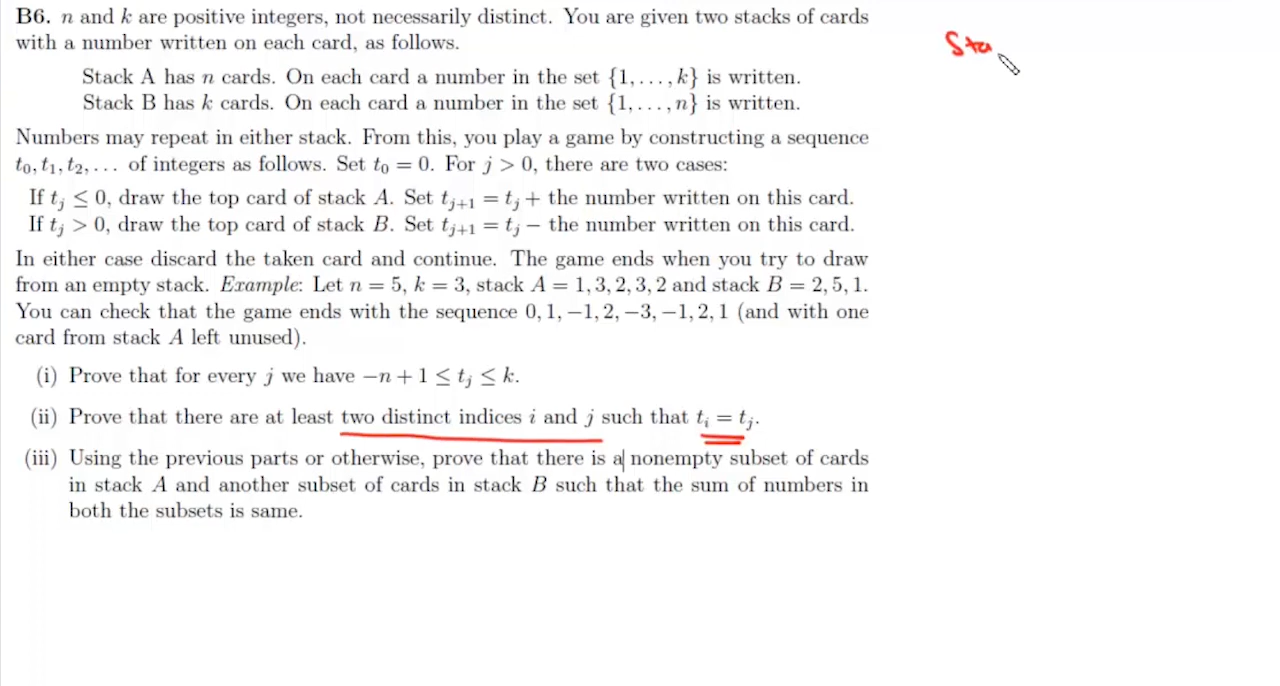 B6. n and k are positive integers, not necessarily distinct. You are given two stacks of cards
with a number written on each card, as follows.
Stack A has n cards. On each card a number in the set {1, . . . , k} is written.
Stack B has k cards. On each card a number in the set {1, . . . , n} is written.
Numbers may repeat in either stack. From this, you play a game by constructing a sequence
t₀, t₁, t₂, . . . of integers as follows. Set t₀ = 0. For j > 0, there are two cases:
If tⱼ ≤ 0, draw the top card of stack A. Set tⱼ₊₁ = tⱼ + the number written on this card.
If tⱼ > 0, draw the top card of stack B. Set tⱼ₊₁ = tⱼ − the number written on this card.
In either case discard the taken card and continue. The game ends when you try to draw
from an empty stack. Example: Let n = 5, k = 3, stack A = 1, 3, 2, 3, 2 and stack B = 2, 5, 1.
You can check that the game ends with the sequence 0, 1, −1, 2, −3, −1, 2, 1 (and with one
card from stack A left unused).
(i) Prove that for every j we have −n + 1 ≤ tⱼ ≤ k.
(ii) Prove that there are at least two distinct indices i and j such that tᵢ = tⱼ.
(iii) Using the previous parts or otherwise, prove that there is a nonempty subset of cards
in stack A and another subset of cards in stack B such that the sum of numbers in
both the subsets is same.
Sta